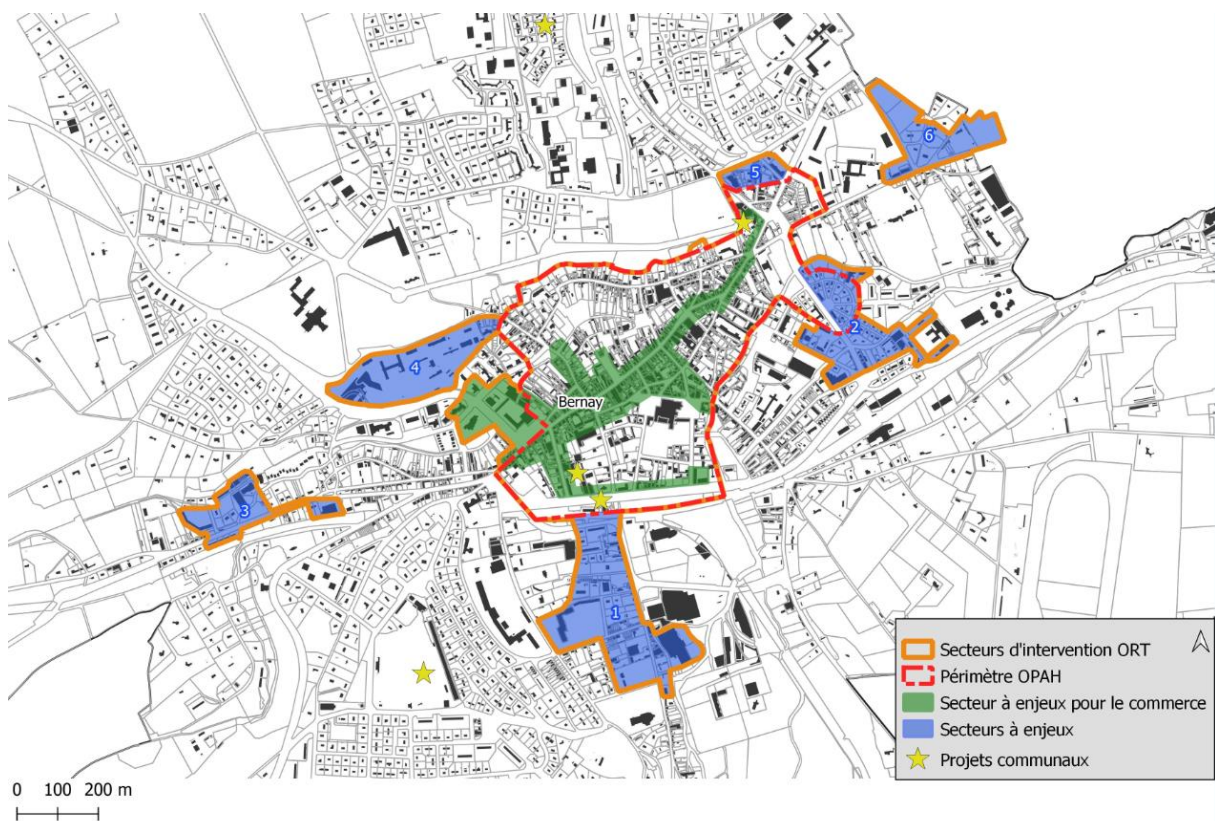 6
5
2
4
Bernay
3
1
Secteurs d'intervention ORT
Périmètre OPAH
Secteur à enjeux pour le commerce
Secteurs à enjeux
Projets communaux
0 100 200 m